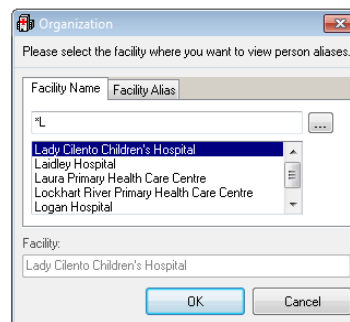 Organization
Please select the facility where you want to view person aliases.
Facility Name Facility Alias
*L
...
Lady Cilento Children's Hospital
Laidley Hospital
Laura Primary Health Care Centre
Lockhart River Primary Health Care Centre
Logan Hospital
Facility:
Lady Cilento Children's Hospital
OK Cancel